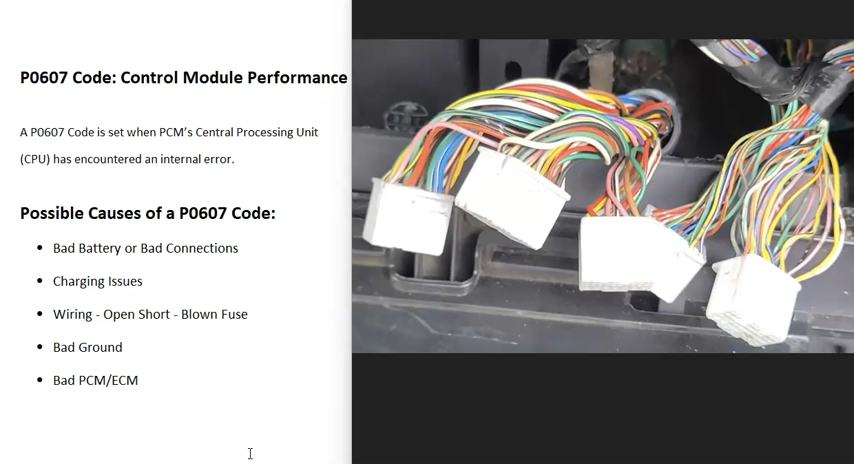 P0607 Code: Control Module Performance
A P0607 Code is set when PCM’s Central Processing Unit
(CPU) has encountered an internal error.
Possible Causes of a P0607 Code:
• Bad Battery or Bad Connections
• Charging Issues
• Wiring - Open Short - Blown Fuse
• Bad Ground
• Bad PCM/ECM